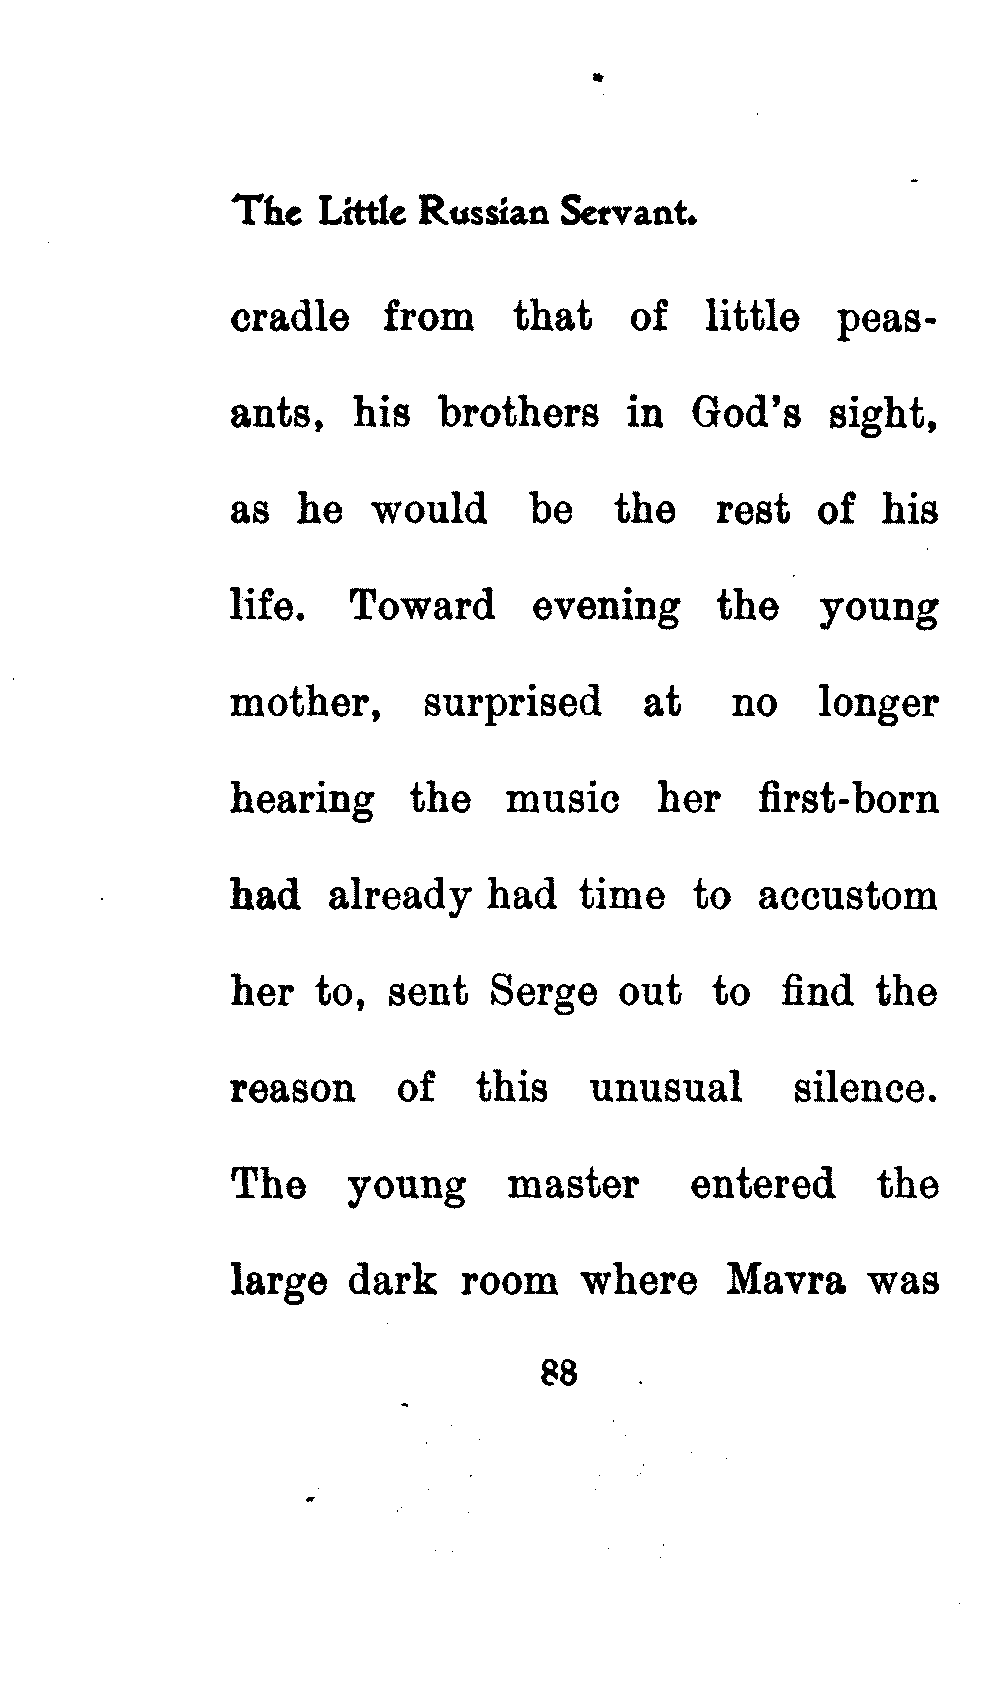 The Little Russian Servant.
cradle from that of little peas-
ants, his brothers in God's sight,
as he would be the rest of his
life. Toward evening the young
mother, surprised at no longer
hearing the music her first-born
had already had time to accustom
her to, sent Serge out to find the
reason of this unusual silence.
The young master entered the
large dark room where Mavra was
88